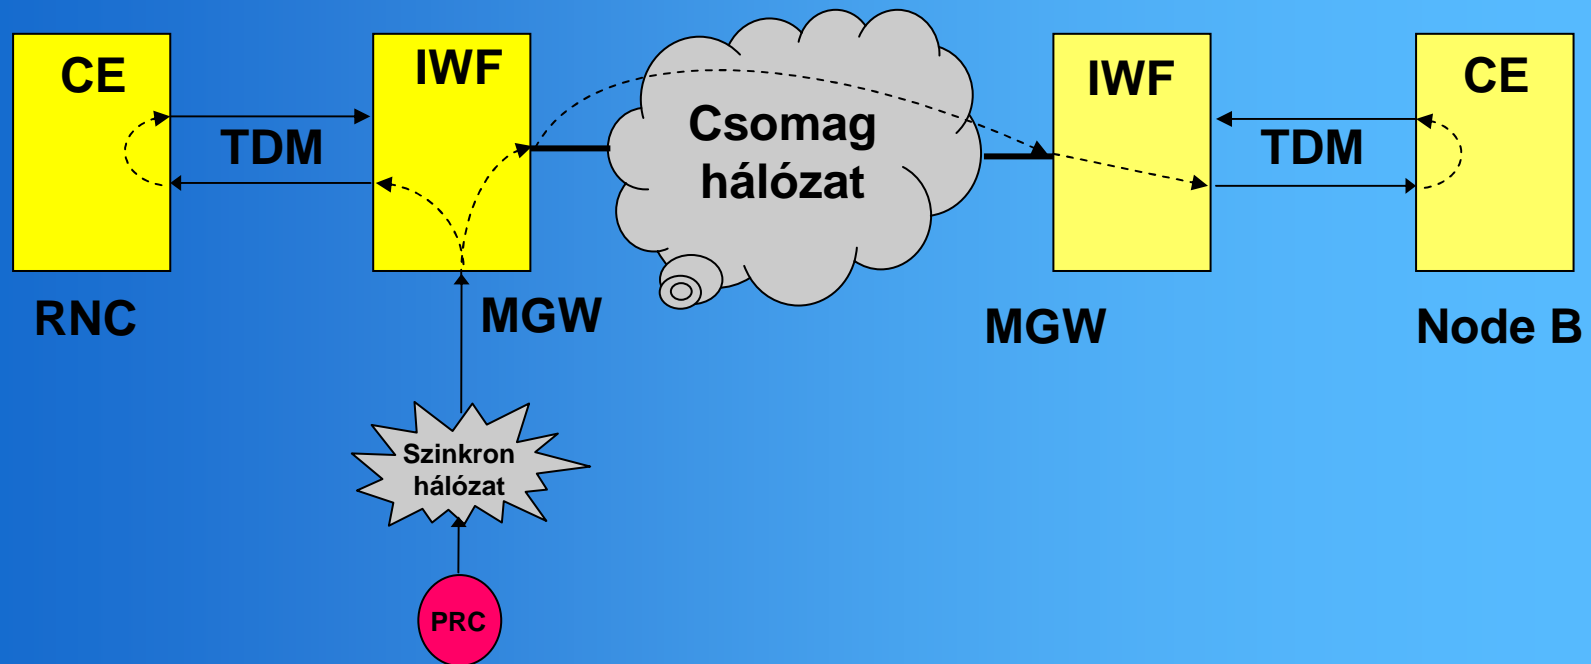 CE
IWF
IWF
CE
TDM
Csomag
hálózat
TDM
RNC
MGW
MGW
Node B
Szinkron
hálózat
PRC